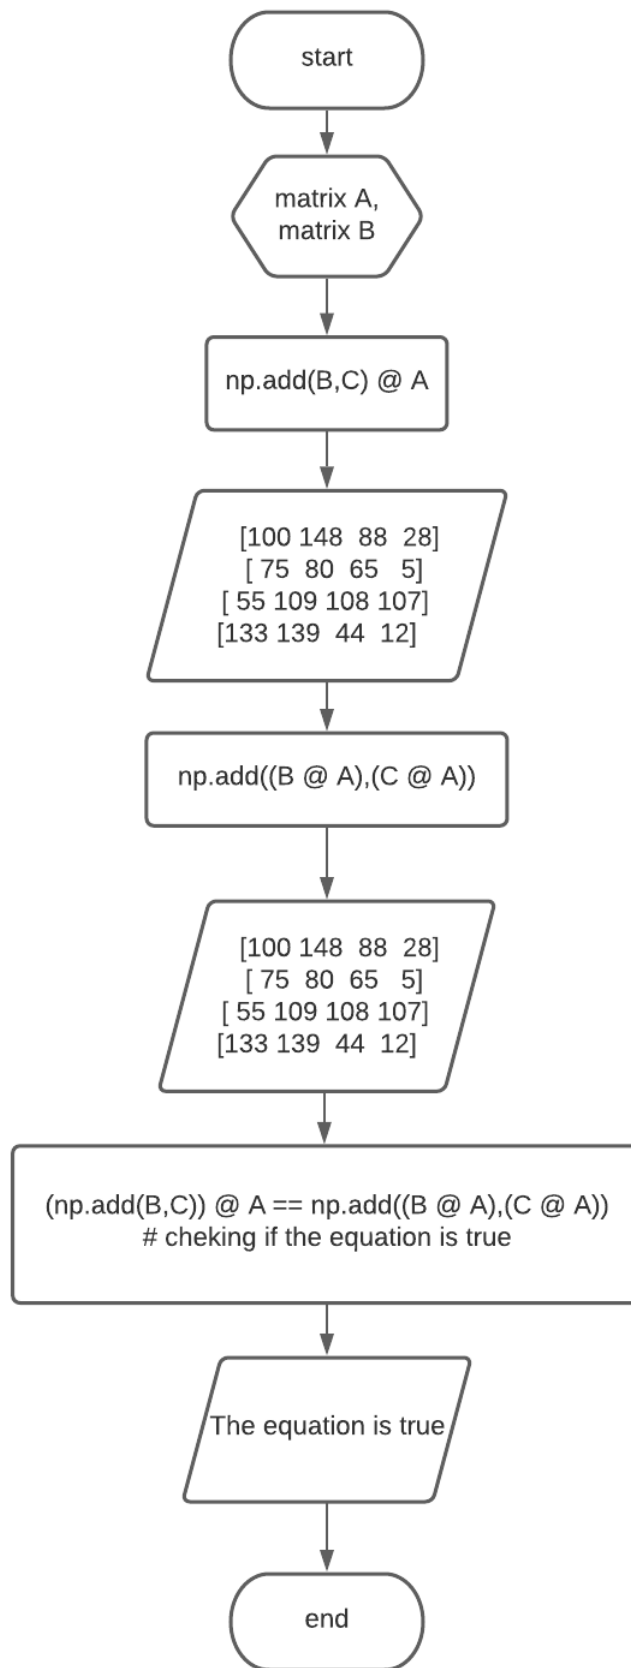 start
matrix A,
matrix B
np.add(B,C) @ A
[100 148  88  28]
[ 75  80  65   5]
[ 55 109 108 107]
[133 139  44  12]
np.add((B @ A),(C @ A))
[100 148  88  28]
[ 75  80  65   5]
[ 55 109 108 107]
[133 139  44  12]
(np.add(B,C)) @ A == np.add((B @ A),(C @ A))
# cheking if the equation is true
The equation is true
end